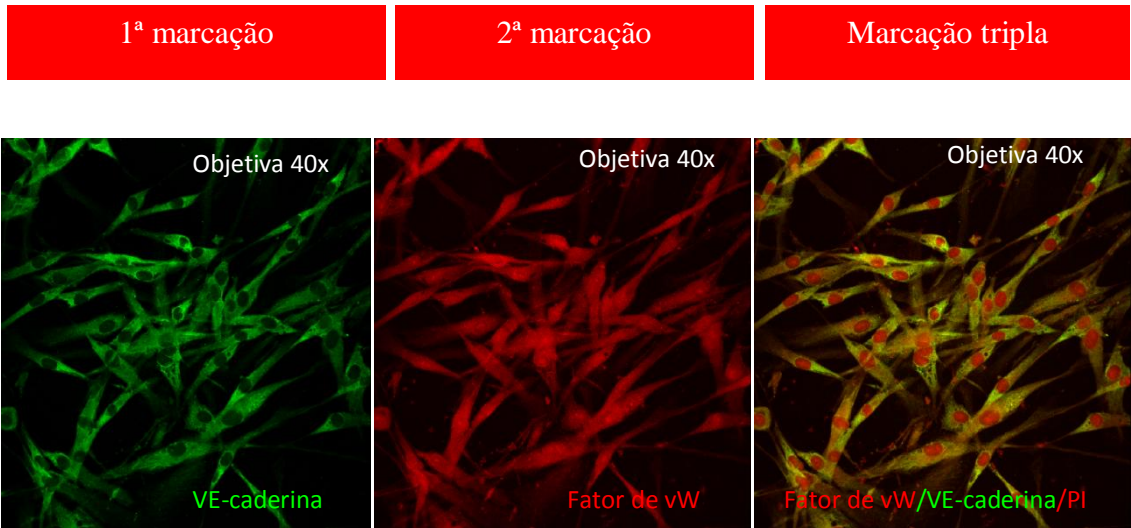 1ª marcação
2ª marcação
Marcação tripla
Objetiva 40x
Objetiva 40x
Objetiva 40x
VE-caderina
Fator de vW
Fator de vW/VE-caderina/PI